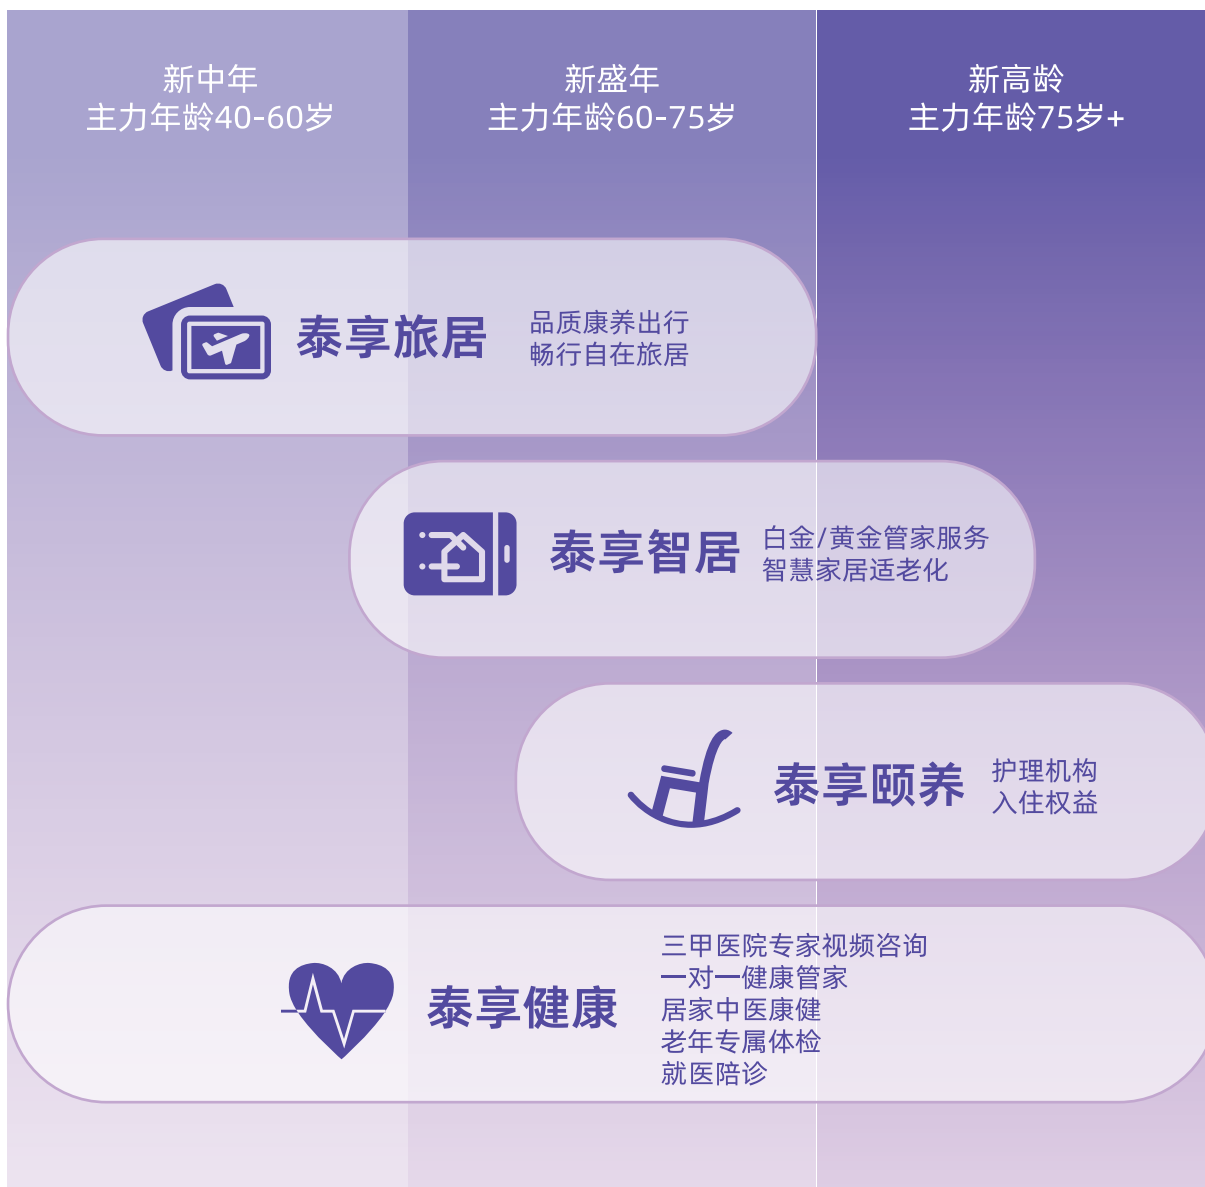 新中年
主力年龄40-60岁
新盛年
主力年龄60-75岁
新高龄
主力年龄75岁+
泰享旅居
品质康养出行
畅行自在旅居
泰享智居
白金/黄金管家服务
智慧家居适老化
泰享颐养
护理机构
入住权益
泰享健康
三甲医院专家视频咨询
一对一健康管家
居家中医康健
老年专属体检
就医陪诊